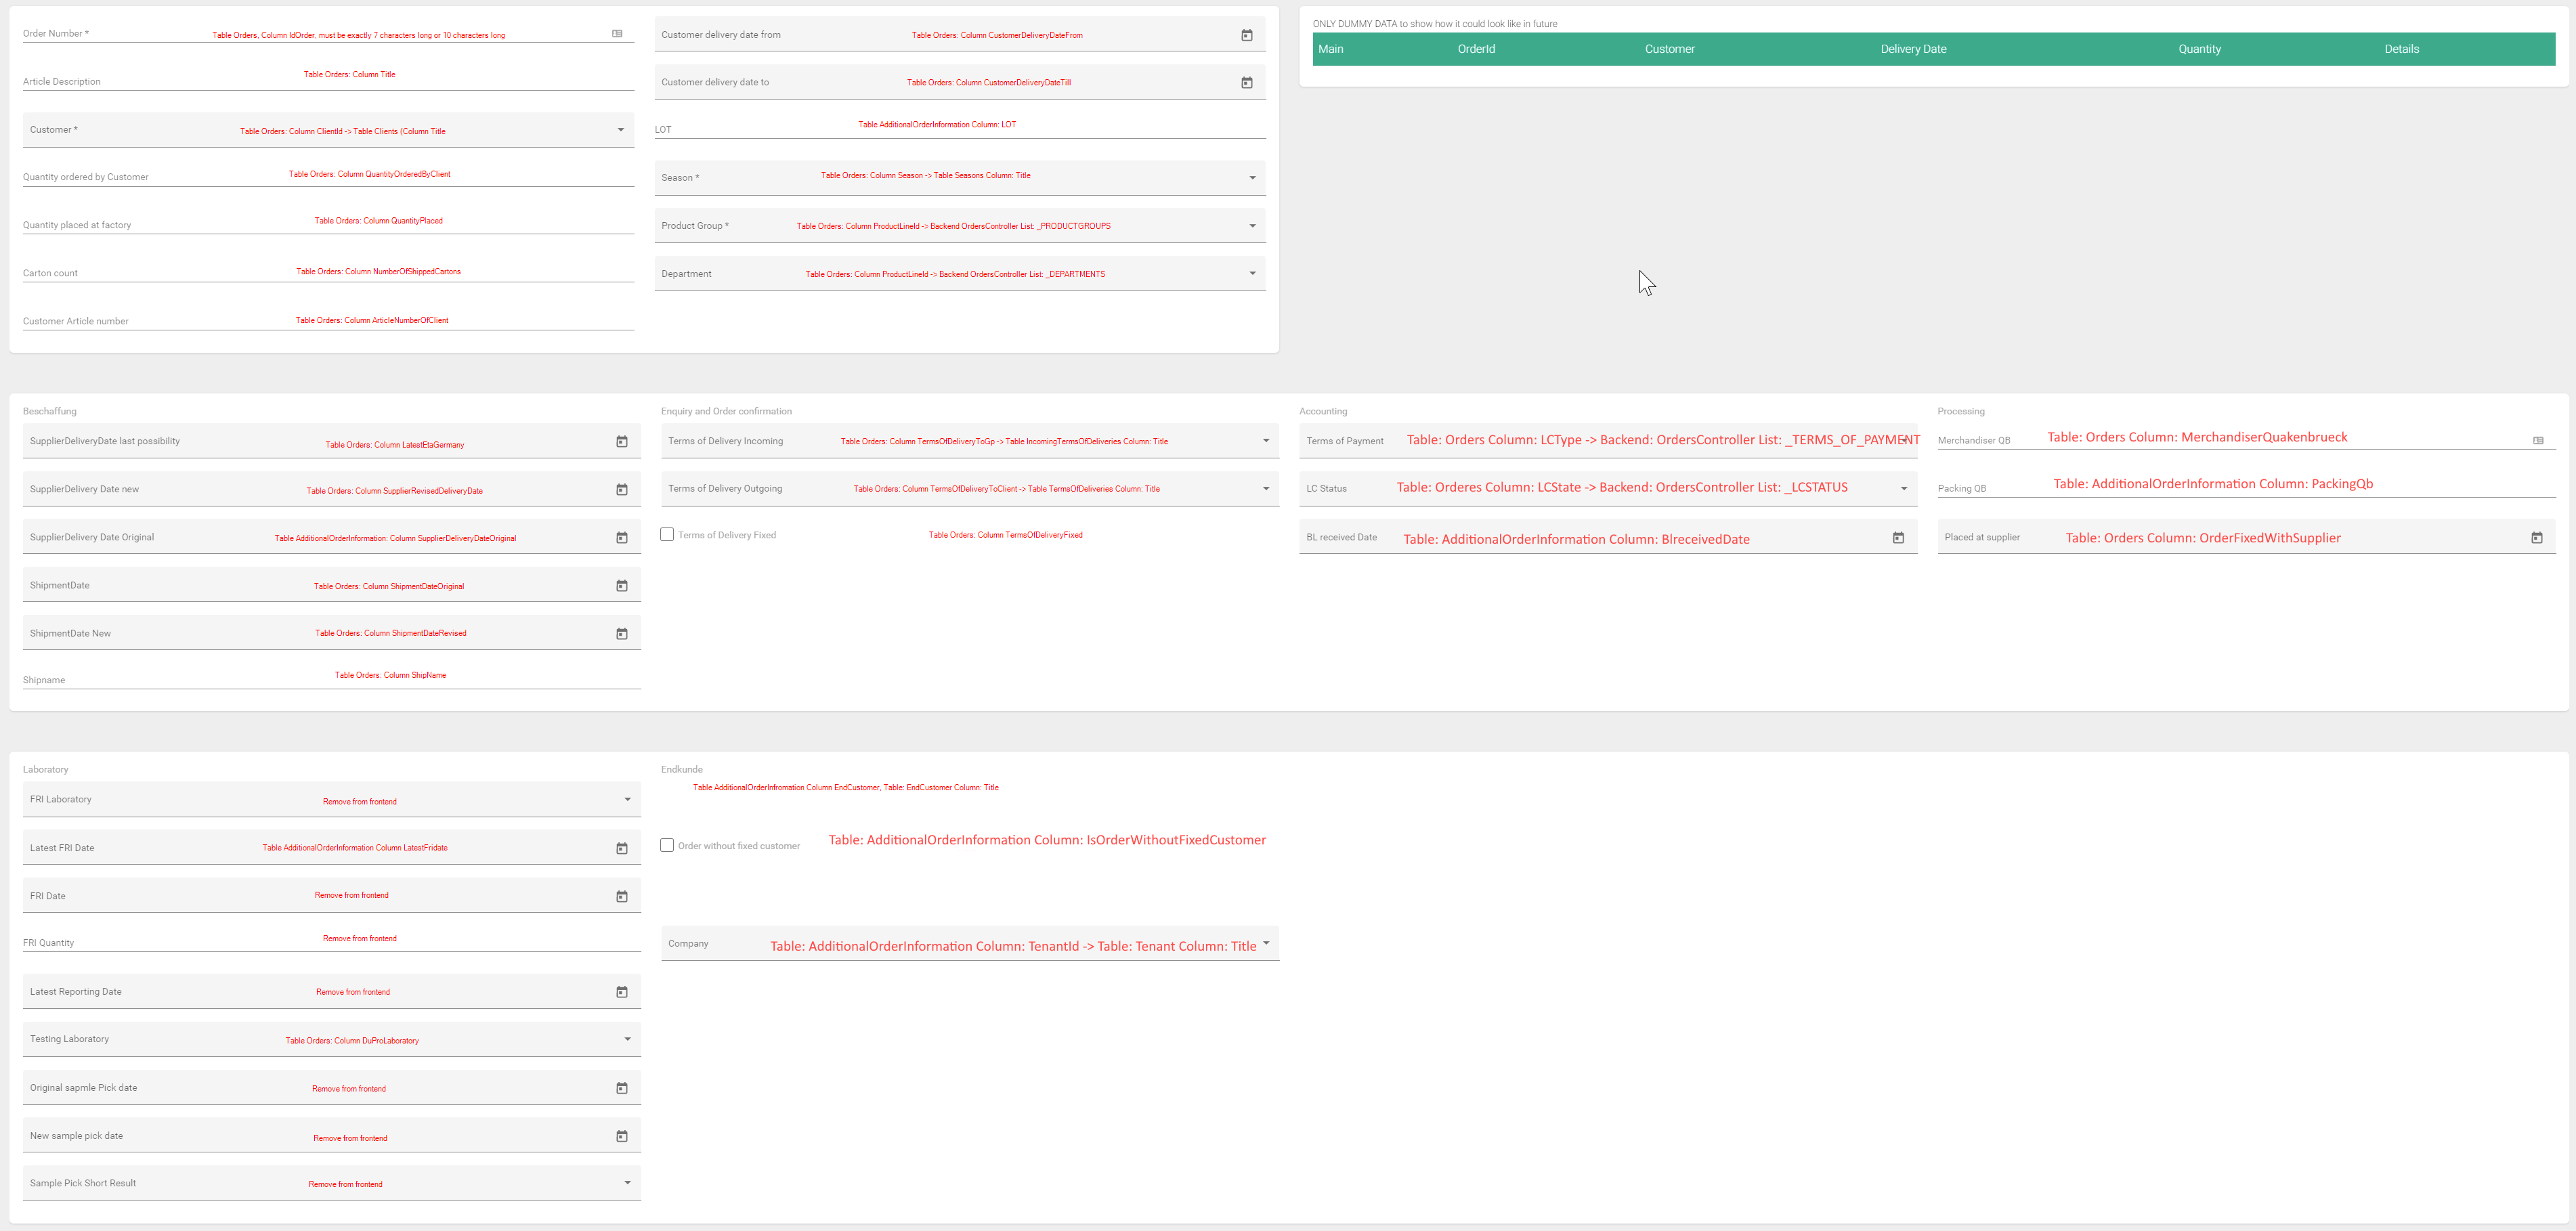 Order Number *
Table Orders, Column IdOrder, must be exactly 7 characters long or 10 characters long
Article Description
Table Orders: Column Title
Customer *
Table Orders: Column ClientId -> Table Clients (Column Title
Quantity ordered by Customer
Table Orders: Column QuantityOrderedByClient
Quantity placed at factory
Table Orders: Column QuantityPlaced
Carton count
Table Orders: Column NumberOfShippedCartons
Customer Article number
Table Orders: Column ArticleNumberOfClient
Customer delivery date from
Table Orders: Column CustomerDeliveryDateFrom
Customer delivery date to
Table Orders: Column CustomerDeliveryDateTill
LOT
Table AdditionalOrderInformation Column: LOT
Season *
Table Orders: Column Season -> Table Seasons Column: Title
Product Group *
Table Orders: Column ProductLineId -> Backend OrdersController List: _PRODUCTGROUPS
Department
Table Orders: Column ProductLineId -> Backend OrdersController List: _DEPARTMENTS
ONLY DUMMY DATA to show how it could look like in future
Main OrderId Customer Delivery Date Quantity Details
Beschaffung
SupplierDeliveryDate last possibility
Table Orders: Column LatestEtaGermany
SupplierDelivery Date new
Table Orders: Column SupplierRevisedDeliveryDate
SupplierDelivery Date Original
Table AdditionalOrderInformation: Column SupplierDeliveryDateOriginal
ShipmentDate
Table Orders: Column ShipmentDateOriginal
ShipmentDate New
Table Orders: Column ShipmentDateRevised
Shipname
Table Orders: Column ShipName
Enquiry and Order confirmation
Terms of Delivery Incoming
Table Orders: Column TermsOfDeliveryToGp -> Table IncomingTermsOfDeliveries Column: Title
Terms of Delivery Outgoing
Table Orders: Column TermsOfDeliveryToClient -> Table TermsOfDeliveries Column: Title
Terms of Delivery Fixed
Table Orders: Column TermsOfDeliveryFixed
Accounting
Terms of Payment
Table: Orders Column: LCType -> Backend: OrdersController List: _TERMS_OF_PAYMENT
LC Status
Table: Orderes Column: LCState -> Backend: OrdersController List: _LCSTATUS
BL received Date
Table: AdditionalOrderInformation Column: BlreceivedDate
Processing
Merchandiser QB
Table: Orders Column: MerchandiserQuakenbrueck
Packing QB
Table: AdditionalOrderInformation Column: PackingQb
Placed at supplier
Table: Orders Column: OrderFixedWithSupplier
Laboratory
FRI Laboratory
Remove from frontend
Latest FRI Date
Table AdditionalOrderInformation Column LatestFridate
FRI Date
Remove from frontend
FRI Quantity
Remove from frontend
Latest Reporting Date
Remove from frontend
Testing Laboratory
Table Orders: Column DuProLaboratory
Original sapmle Pick date
Remove from frontend
New sample pick date
Remove from frontend
Sample Pick Short Result
Remove from frontend
Endkunde
Table AdditionalOrderInfromation Column EndCustomer, Table: EndCustomer Column: Title
Order without fixed customer
Table: AdditionalOrderInformation Column: IsOrderWithoutFixedCustomer
Company
Table: AdditionalOrderInformation Column: TenantId -> Table: Tenant Column: Title